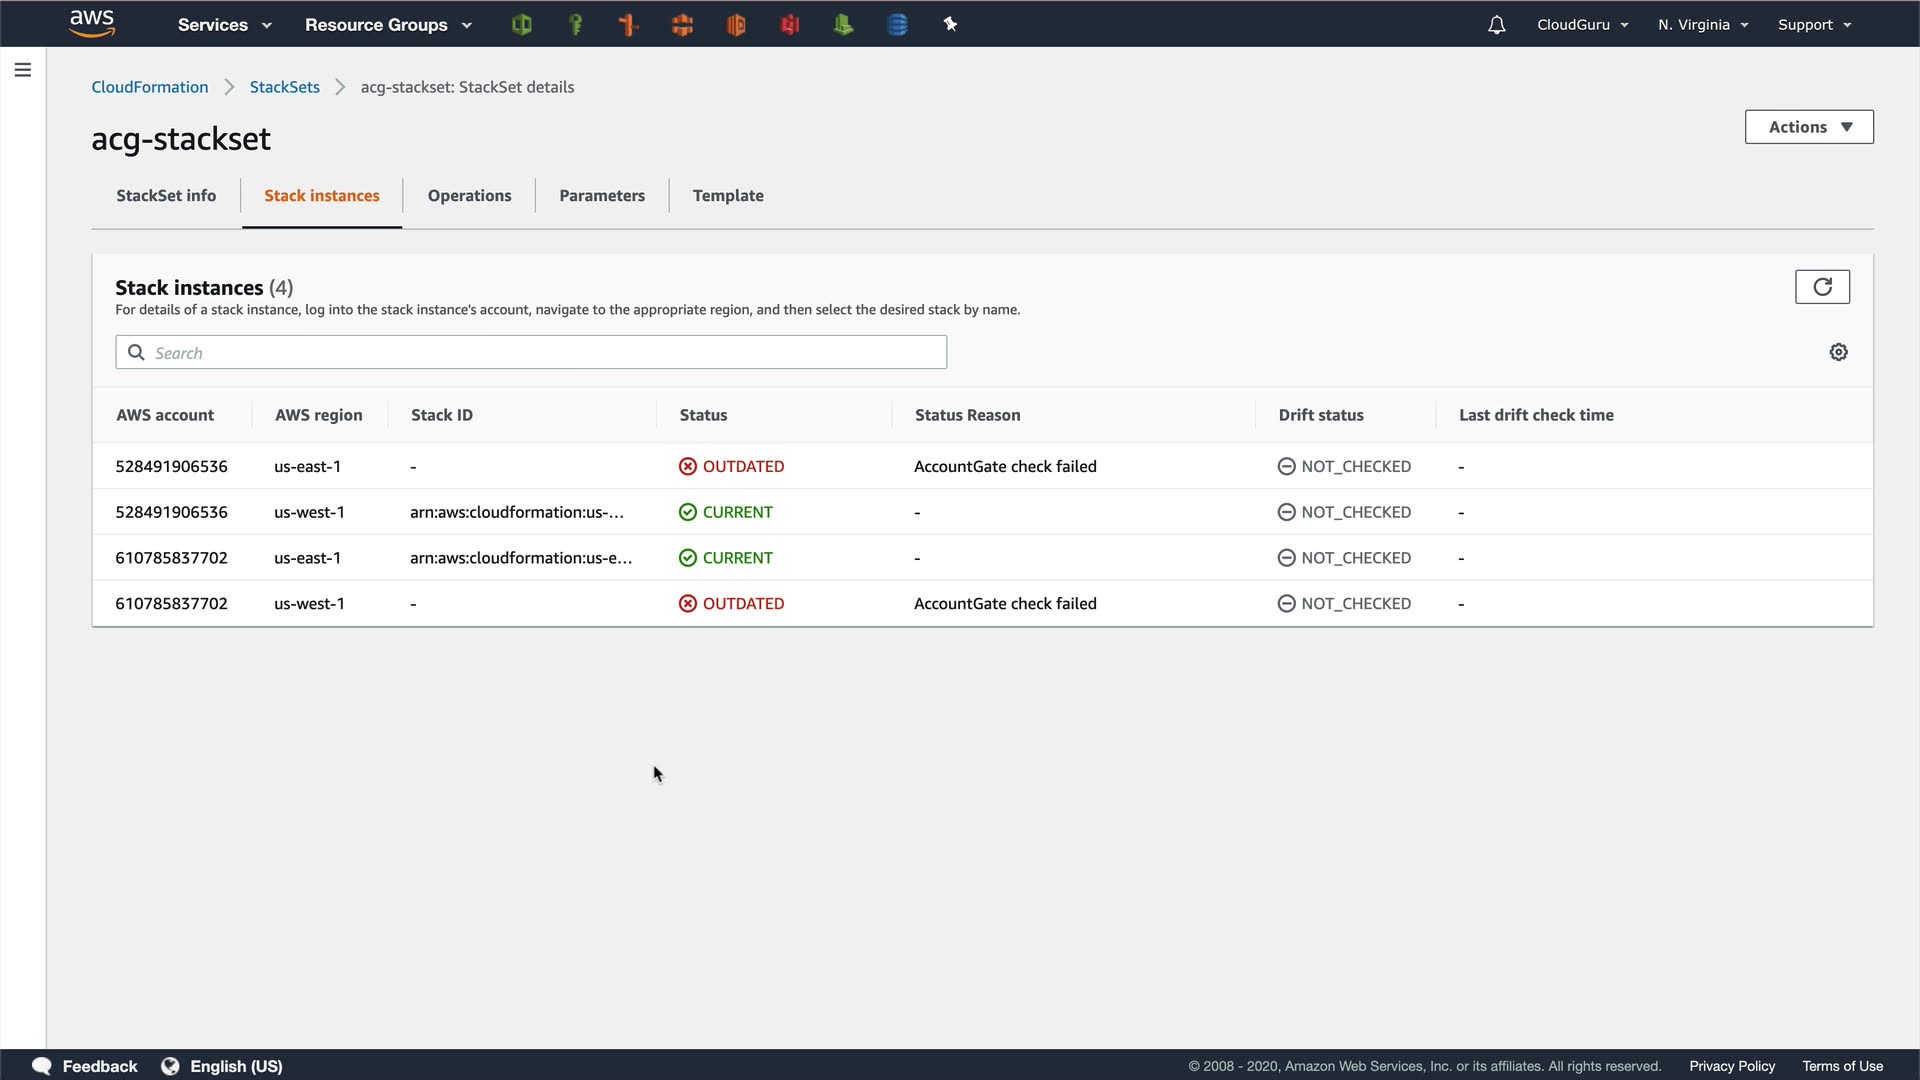 aws Services Resource Groups CloudGuru N. Virginia Support
CloudFormation StackSets acg-stackset: StackSet details
acg-stackset
Actions
StackSet info Stack instances Operations Parameters Template
Stack instances (4)
For details of a stack instance, log into the stack instance's account, navigate to the appropriate region, and then select the desired stack by name.
Search
AWS account AWS region Stack ID Status Status Reason Drift status Last drift check time
528491906536 us-east-1 - OUTDATED AccountGate check failed NOT_CHECKED -
528491906536 us-west-1 arn:aws:cloudformation:us-... CURRENT - NOT_CHECKED -
610785837702 us-east-1 arn:aws:cloudformation:us-e... CURRENT - NOT_CHECKED -
610785837702 us-west-1 - OUTDATED AccountGate check failed NOT_CHECKED -
Feedback English (US) © 2008 - 2020, Amazon Web Services, Inc. or its affiliates. All rights reserved. Privacy Policy Terms of Use